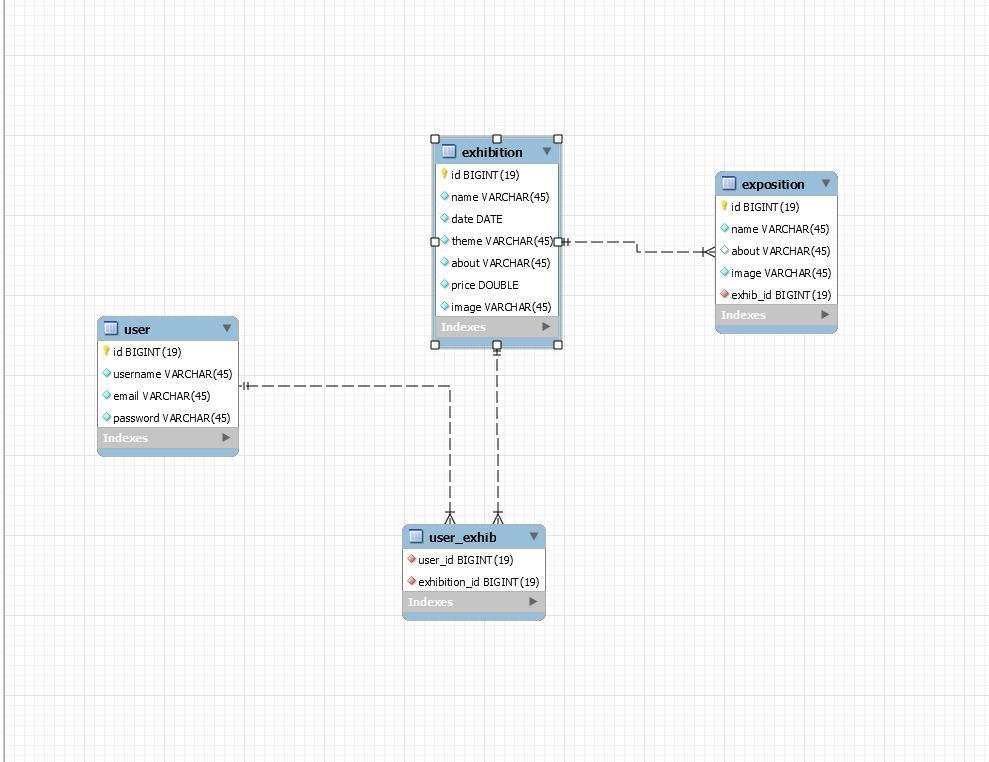 exhibition
id BIGINT(19)
name VARCHAR(45)
date DATE
theme VARCHAR(45)
about VARCHAR(45)
price DOUBLE
image VARCHAR(45)
Indexes
exposition
id BIGINT(19)
name VARCHAR(45)
about VARCHAR(45)
image VARCHAR(45)
exhib_id BIGINT(19)
Indexes
user
id BIGINT(19)
username VARCHAR(45)
email VARCHAR(45)
password VARCHAR(45)
Indexes
user_exhib
user_id BIGINT(19)
exhibition_id BIGINT(19)
Indexes